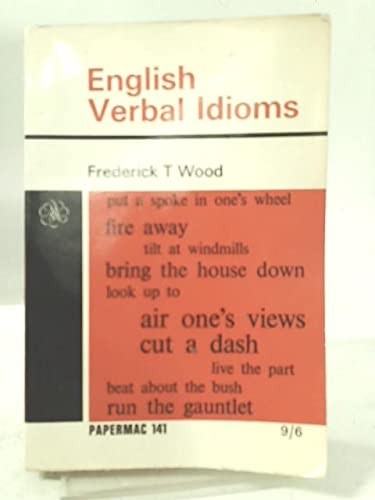 English
Verbal Idioms
Frederick T Wood
put a spoke in one's wheel
fire away
tilt at windmills
bring the house down
look up to
air one's views
cut a dash
live the part
beat about the bush
run the gauntlet
PAPERMAC 141
9/6